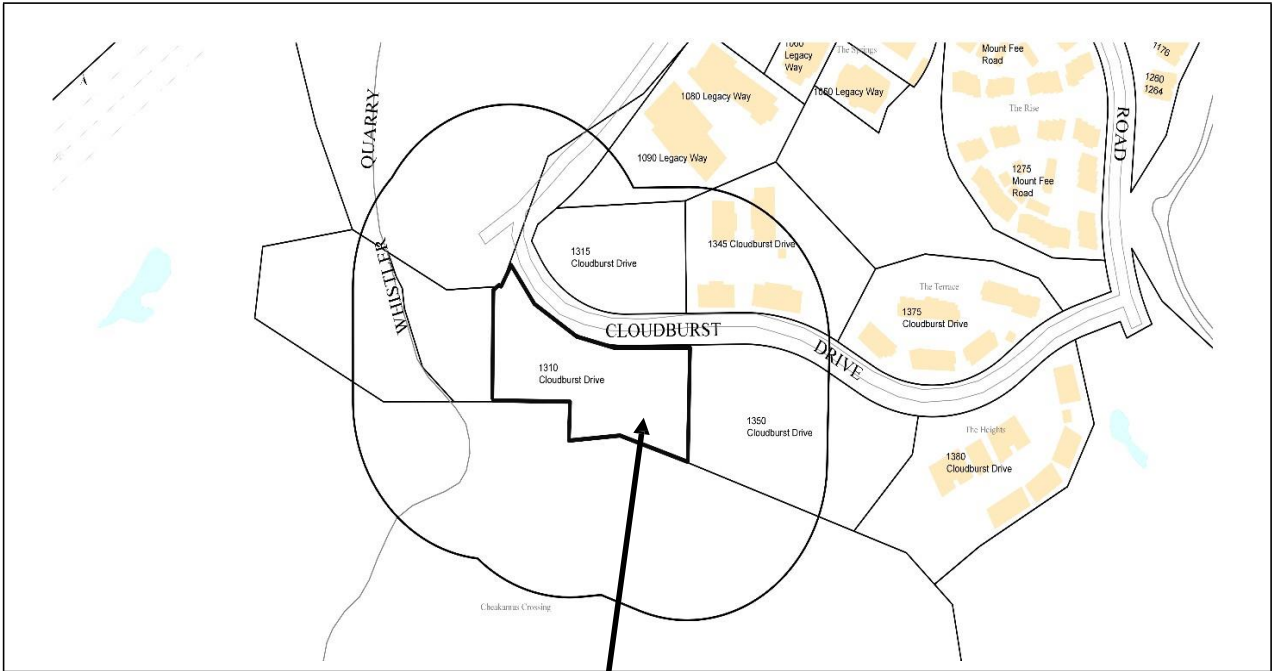 1060
Legacy
Way
The Springs
Mount Fee
Road
1176
1260
1264
1080 Legacy Way
1060 Legacy Way
The Rise
QUARRY
ROAD
1090 Legacy Way
1275
Mount Fee
Road
1315
Cloudburst Drive
1345 Cloudburst Drive
WHISTLER
The Terrace
1375
Cloudburst Drive
CLOUDBURST
DRIVE
1310
Cloudburst Drive
1350
Cloudburst Drive
The Heights
1380
Cloudburst Drive
Cheakamus Crossing